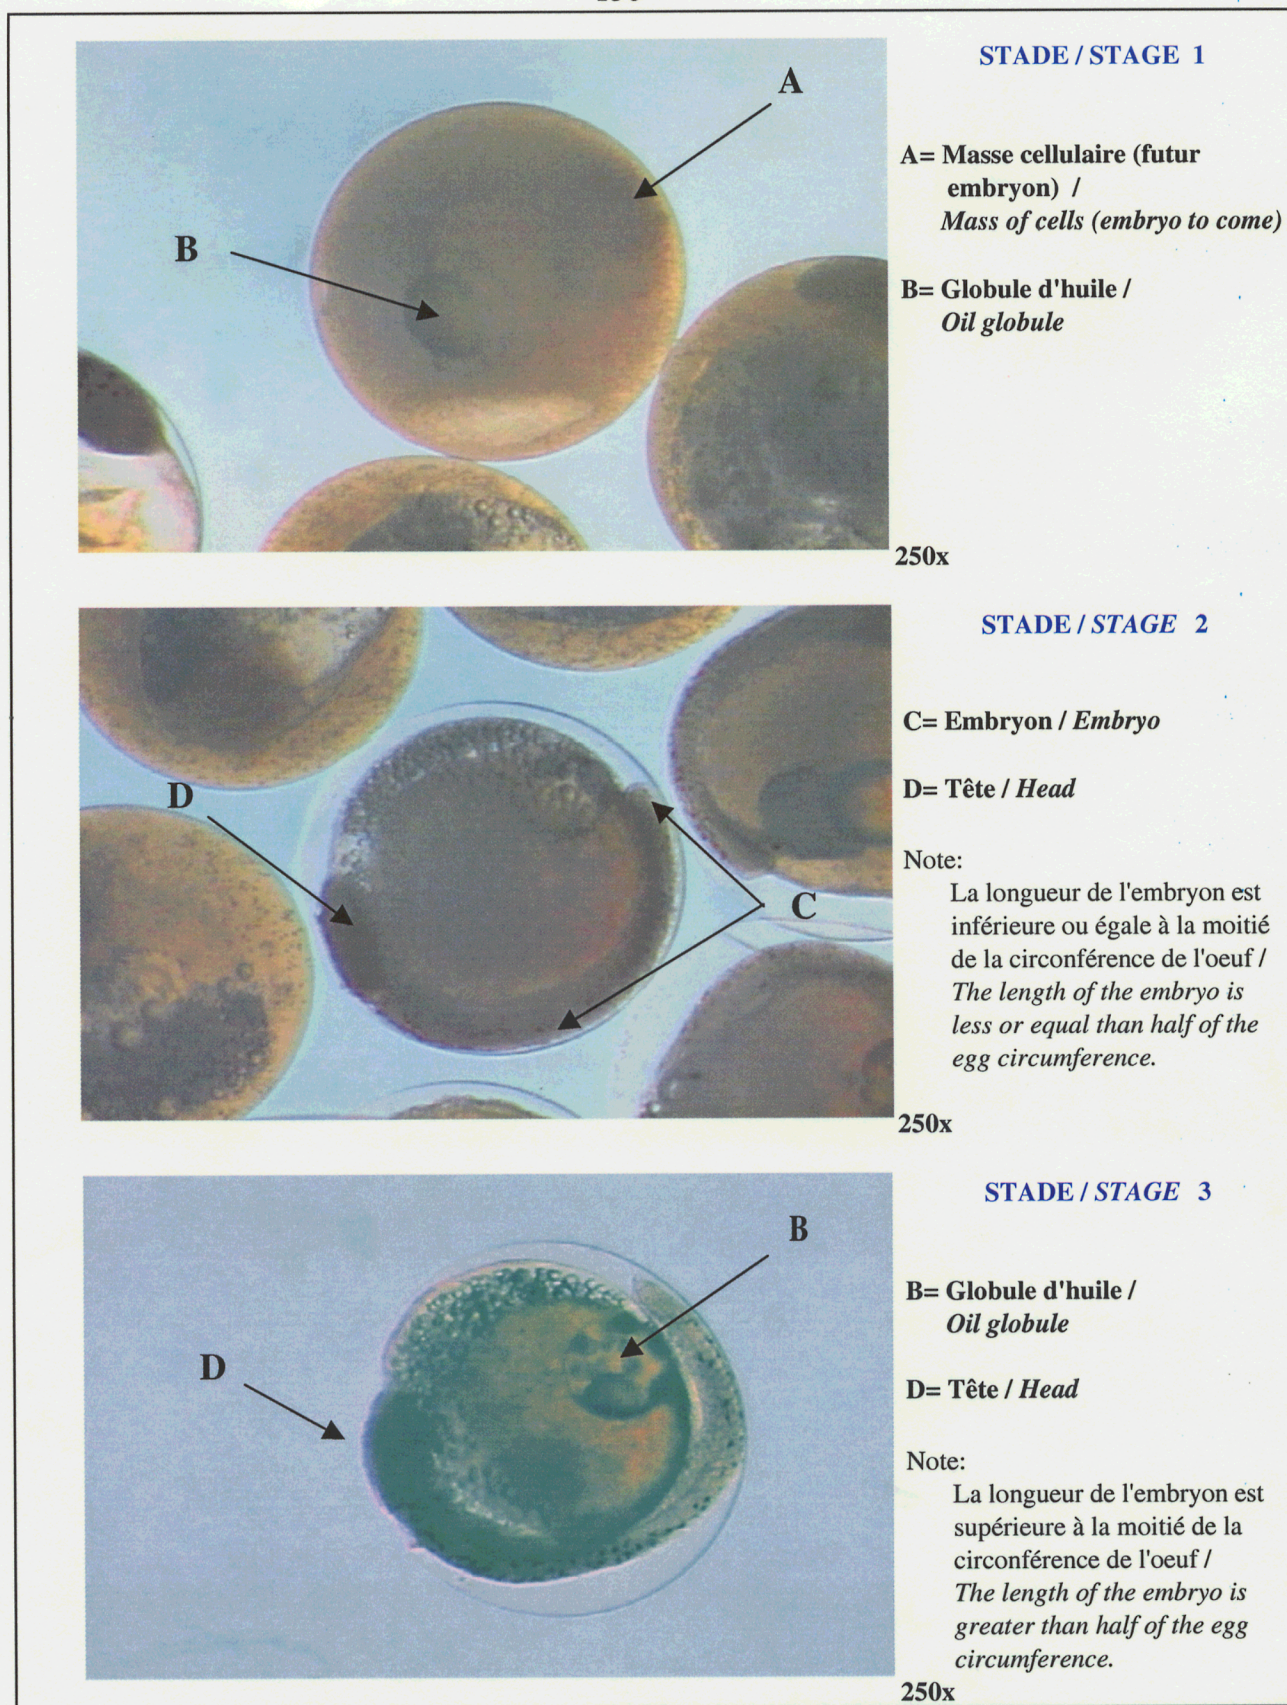 STADE / STAGE 1
A
A= Masse cellulaire (futur
embryon) /
Mass of cells (embryo to come)
B
B= Globule d'huile /
Oil globule
250x
STADE / STAGE 2
C= Embryon / Embryo
D
D= Tête / Head
Note:
La longueur de l'embryon est
C
inférieure ou égale à la moitié
de la circonférence de l'oeuf /
The length of the embryo is
less or equal than half of the
egg circumference.
250x
STADE / STAGE 3
B
B= Globule d'huile /
Oil globule
D
D= Tête / Head
Note:
La longueur de l'embryon est
supérieure à la moitié de la
circonférence de l'oeuf /
The length of the embryo is
greater than half of the egg
circumference.
250x